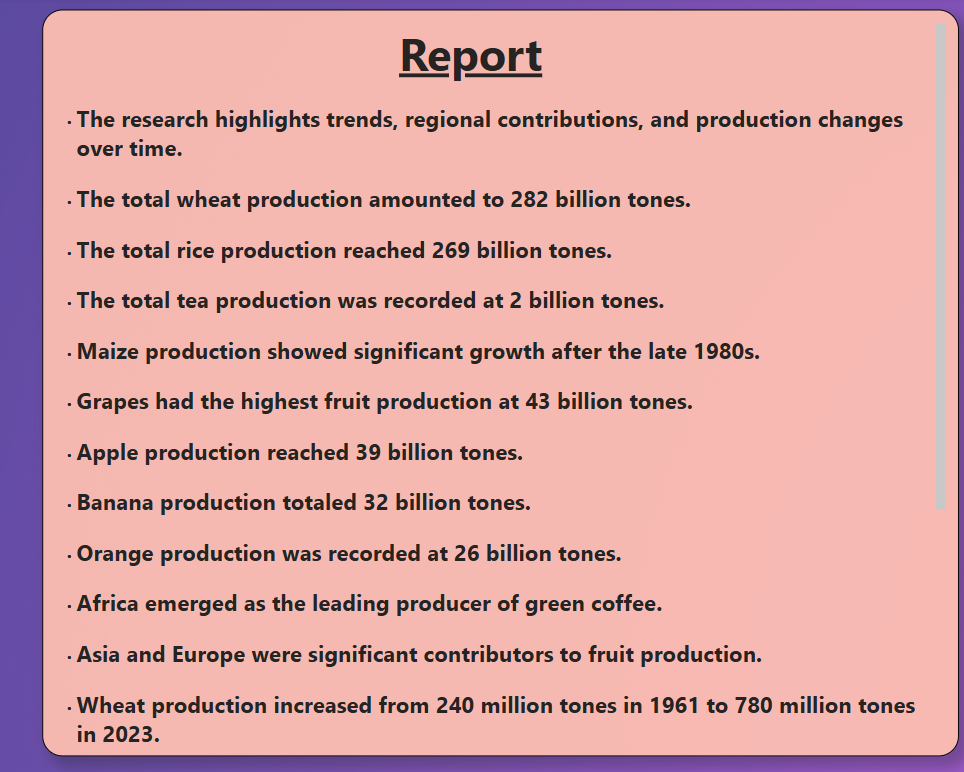 Report
· The research highlights trends, regional contributions, and production changes
over time.
· The total wheat production amounted to 282 billion tones.
· The total rice production reached 269 billion tones.
· The total tea production was recorded at 2 billion tones.
· Maize production showed significant growth after the late 1980s.
· Grapes had the highest fruit production at 43 billion tones.
· Apple production reached 39 billion tones.
· Banana production totaled 32 billion tones.
· Orange production was recorded at 26 billion tones.
· Africa emerged as the leading producer of green coffee.
· Asia and Europe were significant contributors to fruit production.
· Wheat production increased from 240 million tones in 1961 to 780 million tones
in 2023.